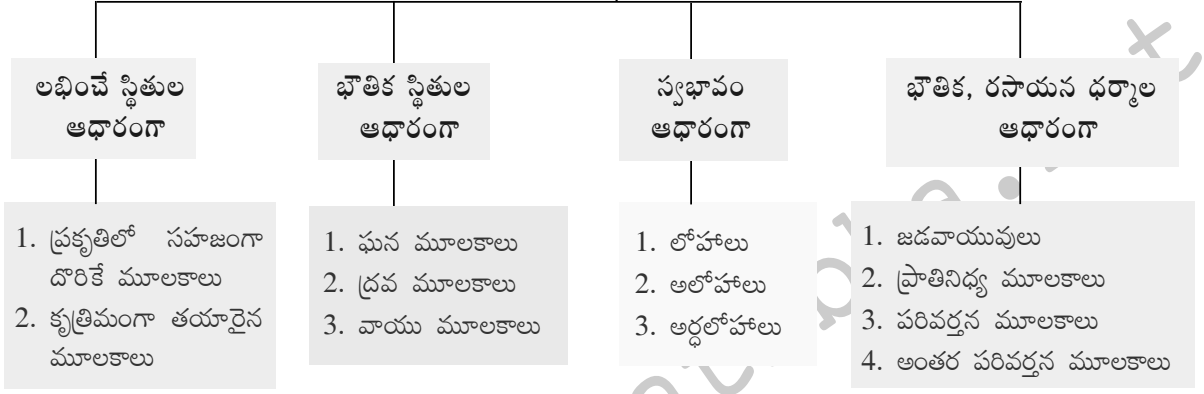 లభించే స్థితుల
ఆధారంగా
1. ప్రకృతిలో సహజంగా
దొరికే మూలకాలు
2. కృత్రిమంగా తయారైన
మూలకాలు
భౌతిక స్థితుల
ఆధారంగా
1. ఘన మూలకాలు
2. ద్రవ మూలకాలు
3. వాయు మూలకాలు
స్వభావం
ఆధారంగా
1. లోహాలు
2. అలోహాలు
3. అర్ధలోహాలు
భౌతిక, రసాయన ధర్మాల
ఆధారంగా
1. జడవాయువులు
2. ప్రాతినిధ్య మూలకాలు
3. పరివర్తన మూలకాలు
4. అంతర పరివర్తన మూలకాలు